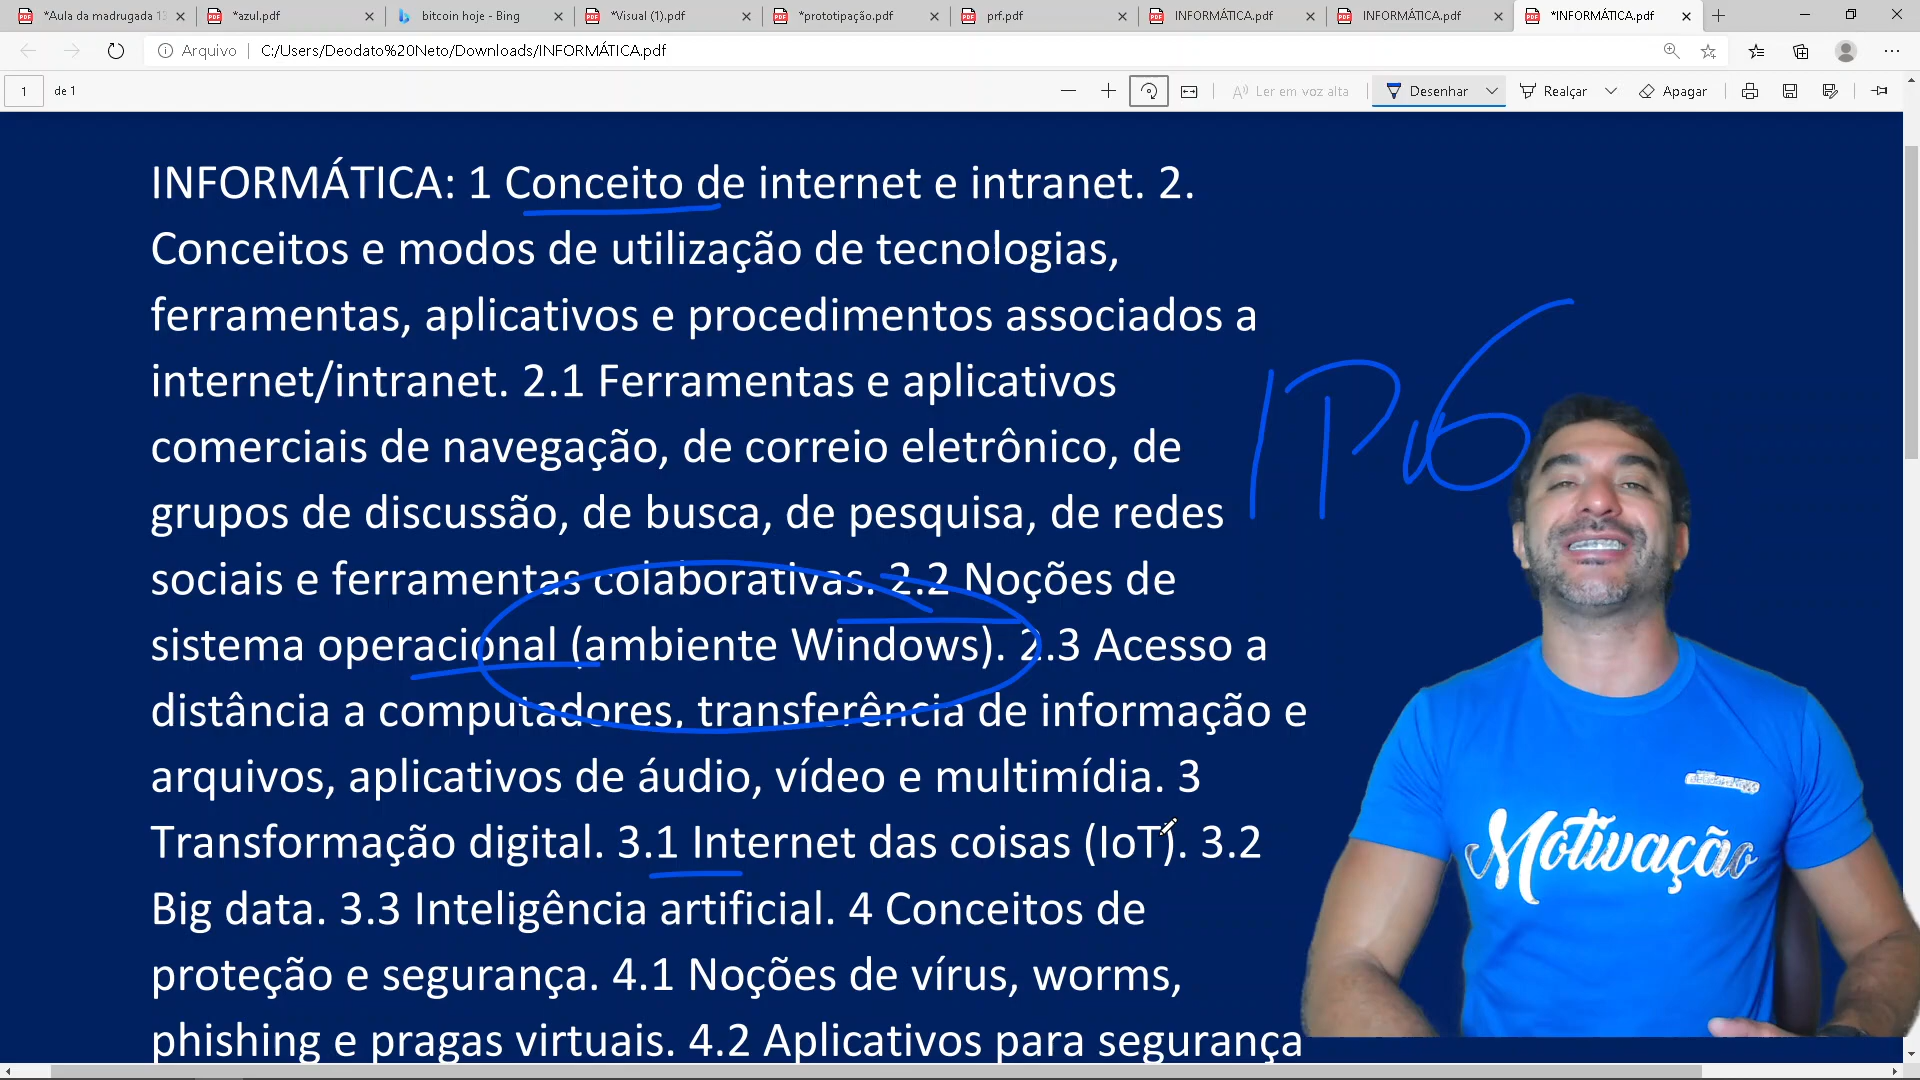 *Aula da madrugada 13
*azul.pdf
bitcoin hoje - Bing
*Visual (1).pdf
*prototipação.pdf
prf.pdf
INFORMÁTICA.pdf
INFORMÁTICA.pdf
*INFORMÁTICA.pdf
Arquivo
C:/Users/Deodato%20Neto/Downloads/INFORMÁTICA.pdf
1 de 1
Ler em voz alta
Desenhar
Realçar
Apagar
INFORMÁTICA: 1 Conceito de internet e intranet. 2.
Conceitos e modos de utilização de tecnologias,
ferramentas, aplicativos e procedimentos associados a
internet/intranet. 2.1 Ferramentas e aplicativos
comerciais de navegação, de correio eletrônico, de
grupos de discussão, de busca, de pesquisa, de redes
sociais e ferramentas colaborativas. 2.2 Noções de
sistema operacional (ambiente Windows). 2.3 Acesso a
distância a computadores, transferência de informação e
arquivos, aplicativos de áudio, vídeo e multimídia. 3
Transformação digital. 3.1 Internet das coisas (IoT). 3.2
Big data. 3.3 Inteligência artificial. 4 Conceitos de
proteção e segurança. 4.1 Noções de vírus, worms,
phishing e pragas virtuais. 4.2 Aplicativos para segurança
IPv6
Motivação